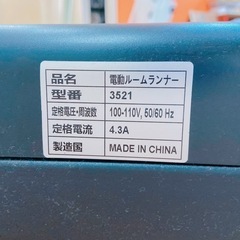 品名 電動ルームランナー
型番 3521
定格電圧・周波数 100-110V, 50/60 Hz
定格電流 4.3A
製造国 MADE IN CHINA